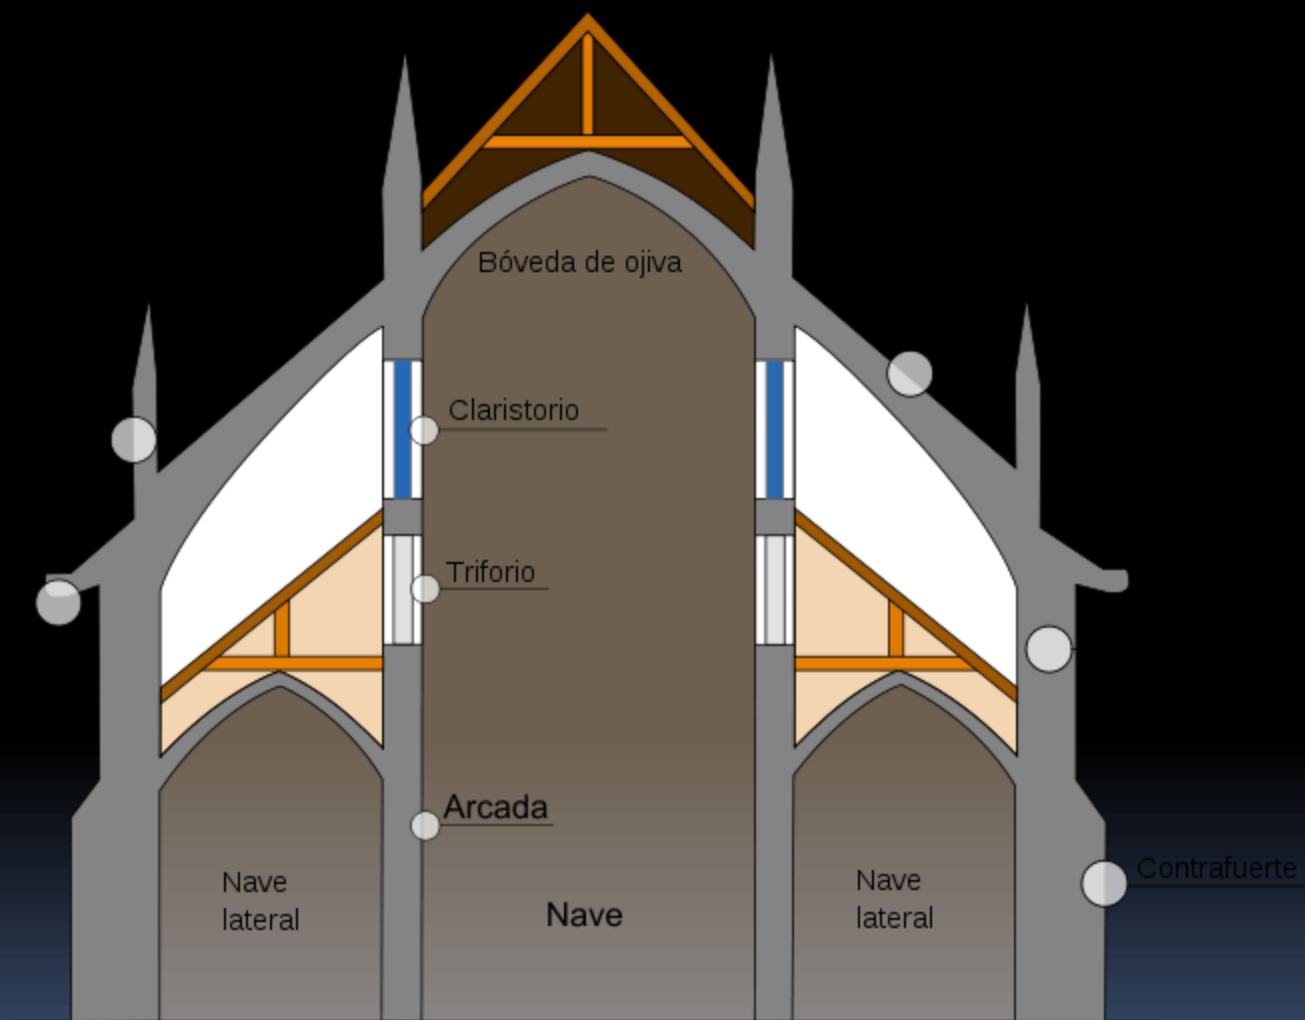 Bóveda de ojiva
Claristorio
Triforio
Arcada
Contrafuerte
Nave
lateral
Nave
lateral
Nave